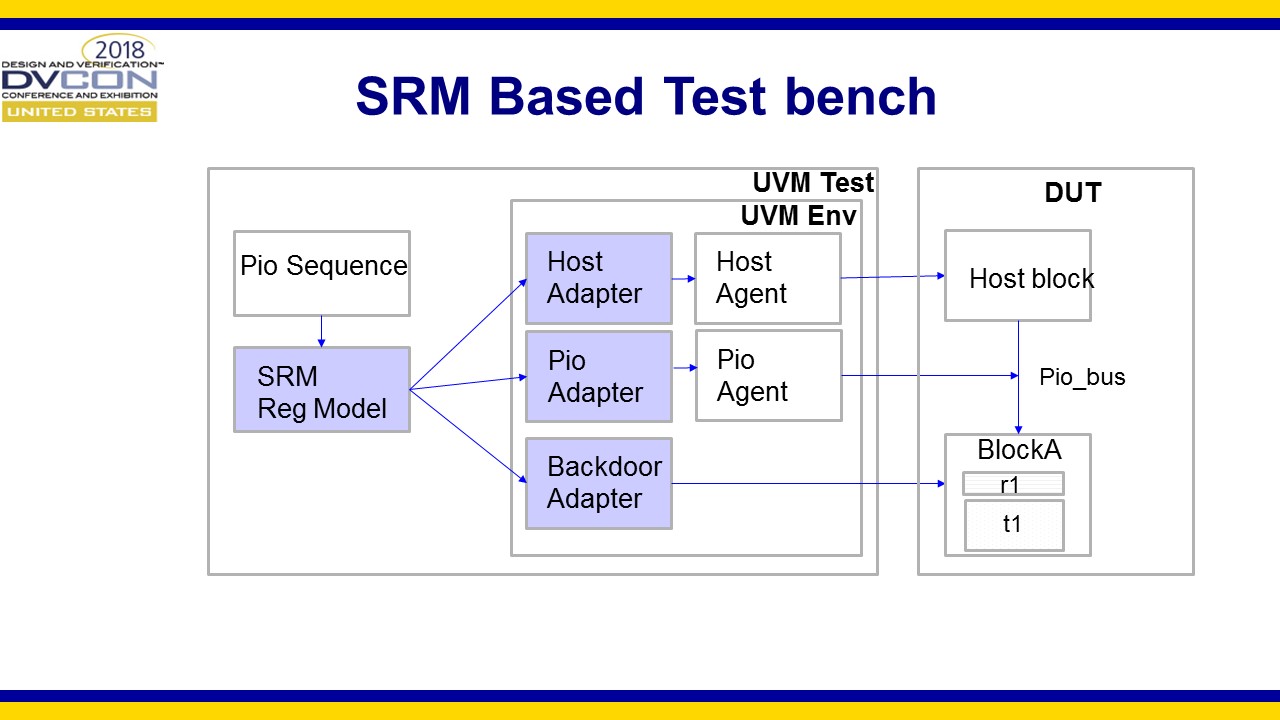 2018
DESIGN AND VERIFICATION™
DVCON
CONFERENCE AND EXHIBITION
UNITED STATES
SRM Based Test bench
UVM Test
UVM Env
DUT
Pio Sequence
SRM
Reg Model
Host
Adapter
Host
Agent
Pio
Adapter
Pio
Agent
Backdoor
Adapter
Host block
Pio_bus
BlockA
r1
t1